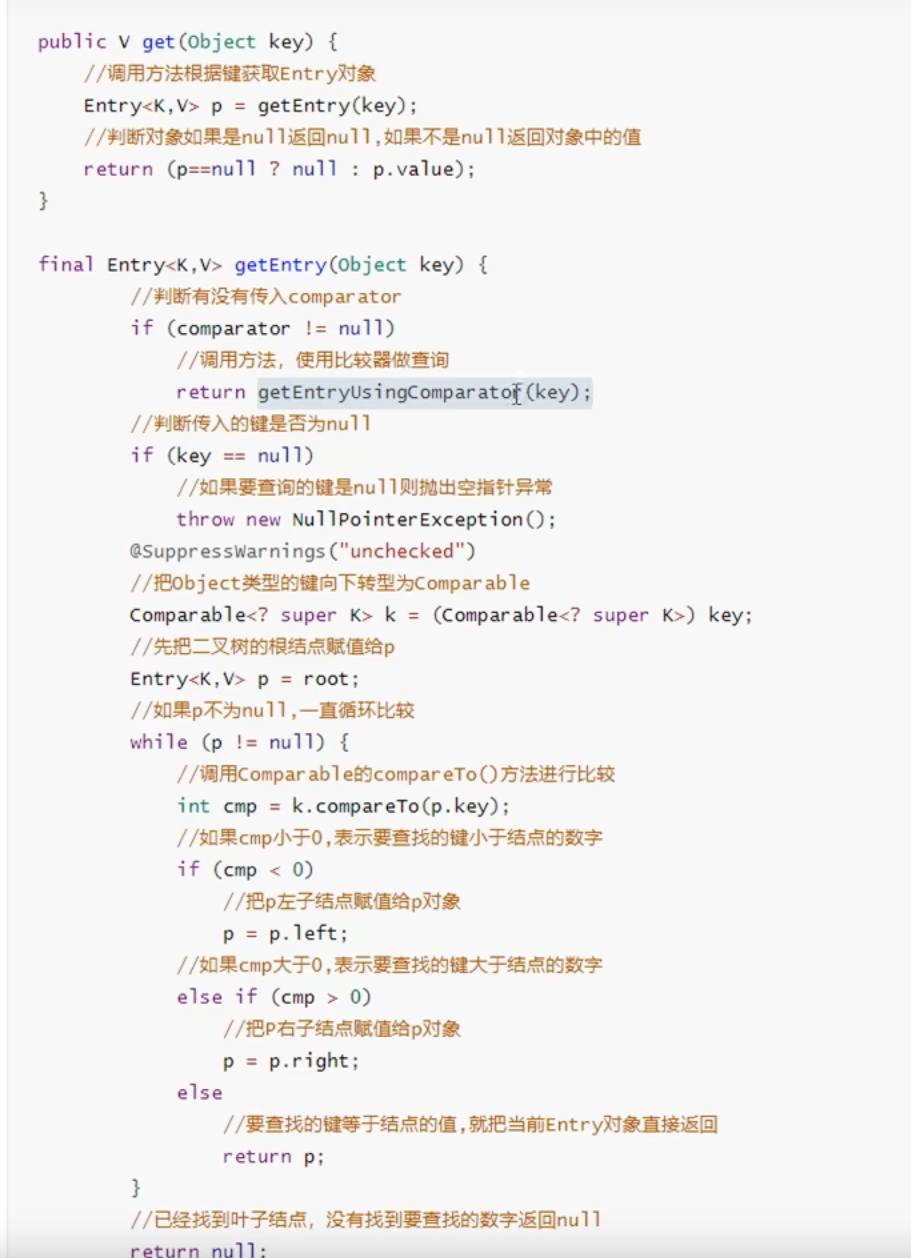 public V get(Object key) {
    //调用方法根据键获取Entry对象
    Entry<K,V> p = getEntry(key);
    //判断对象如果是null返回null,如果不是null返回对象中的值
    return (p==null ? null : p.value);
}

final Entry<K,V> getEntry(Object key) {
        //判断有没有传入comparator
        if (comparator != null)
            //调用方法，使用比较器做查询
            return getEntryUsingComparator(key);
        //判断传入的键是否为null
        if (key == null)
            //如果要查询的键是null则抛出空指针异常
            throw new NullPointerException();
        @SuppressWarnings("unchecked")
        //把Object类型的键向下转型为Comparable
        Comparable<? super K> k = (Comparable<? super K>) key;
        //先把二叉树的根结点赋值给p
        Entry<K,V> p = root;
        //如果p不为null,一直循环比较
        while (p != null) {
            //调用Comparable的compareTo()方法进行比较
            int cmp = k.compareTo(p.key);
            //如果cmp小于0,表示要查找的键小于结点的数字
            if (cmp < 0)
                //把p左子结点赋值给p对象
                p = p.left;
            //如果cmp大于0,表示要查找的键大于结点的数字
            else if (cmp > 0)
                //把P右子结点赋值给p对象
                p = p.right;
            else
                //要查找的键等于结点的值,就把当前Entry对象直接返回
                return p;
        }
        //已经找到叶子结点，没有找到要查找的数字返回null
        return null;